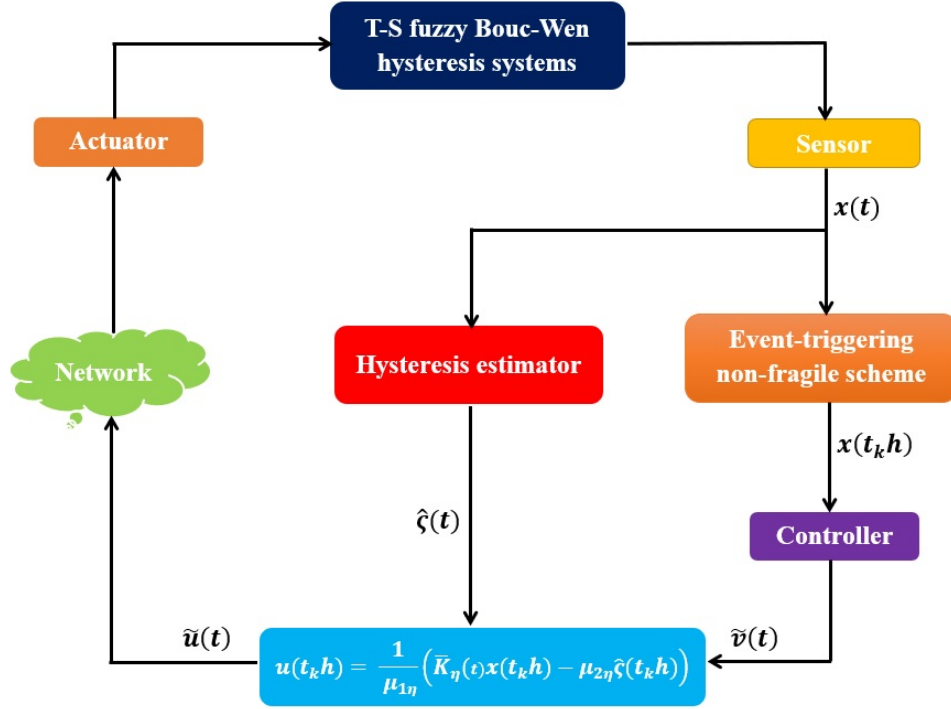 T-S fuzzy Bouc-Wen
hysteresis systems
Actuator
Sensor
x(t)
Network
Hysteresis estimator
Event-triggering
non-fragile scheme
x(t_k h)
ς̂(t)
Controller
ũ(t)
ṽ(t)
u(t_k h) = \frac{1}{μ_{1η}} (K̄_{η(t)} x(t_k h) − μ_{2η} ς̂(t_k h))